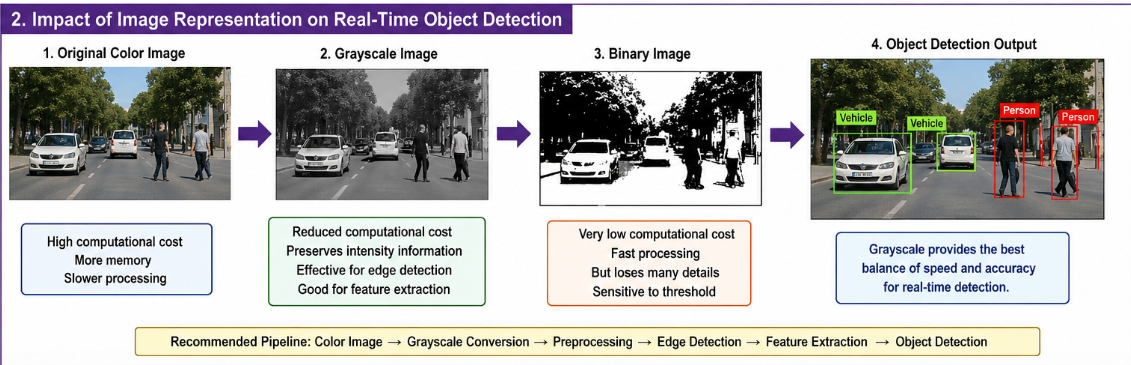 2. Impact of Image Representation on Real-Time Object Detection
1. Original Color Image
High computational cost
More memory
Slower processing
2. Grayscale Image
Reduced computational cost
Preserves intensity information
Effective for edge detection
Good for feature extraction
3. Binary Image
Very low computational cost
Fast processing
But loses many details
Sensitive to threshold
4. Object Detection Output
Vehicle
Vehicle
Person
Person
Grayscale provides the best
balance of speed and accuracy
for real-time detection.
Recommended Pipeline: Color Image → Grayscale Conversion → Preprocessing → Edge Detection → Feature Extraction → Object Detection